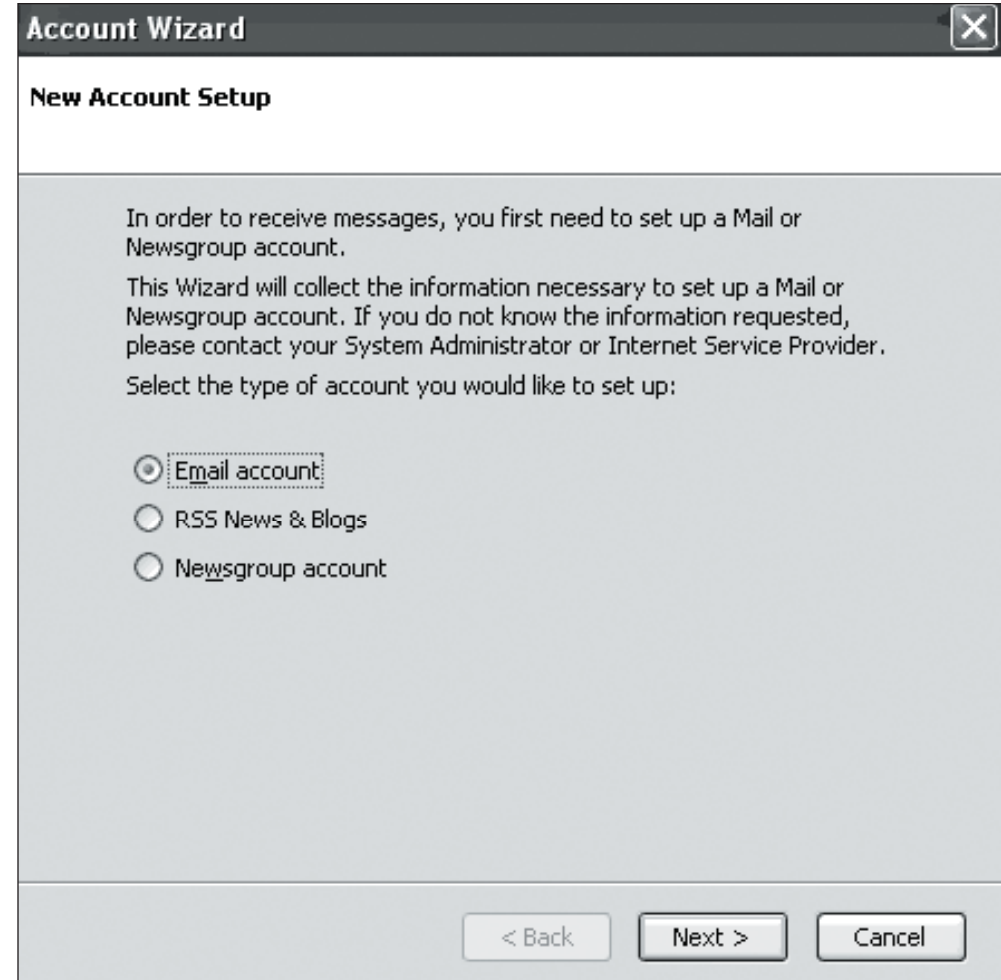 Account Wizard
New Account Setup
In order to receive messages, you first need to set up a Mail or
Newsgroup account.
This Wizard will collect the information necessary to set up a Mail or
Newsgroup account. If you do not know the information requested,
please contact your System Administrator or Internet Service Provider.
Select the type of account you would like to set up:
Email account
RSS News & Blogs
Newsgroup account
< Back
Next >
Cancel